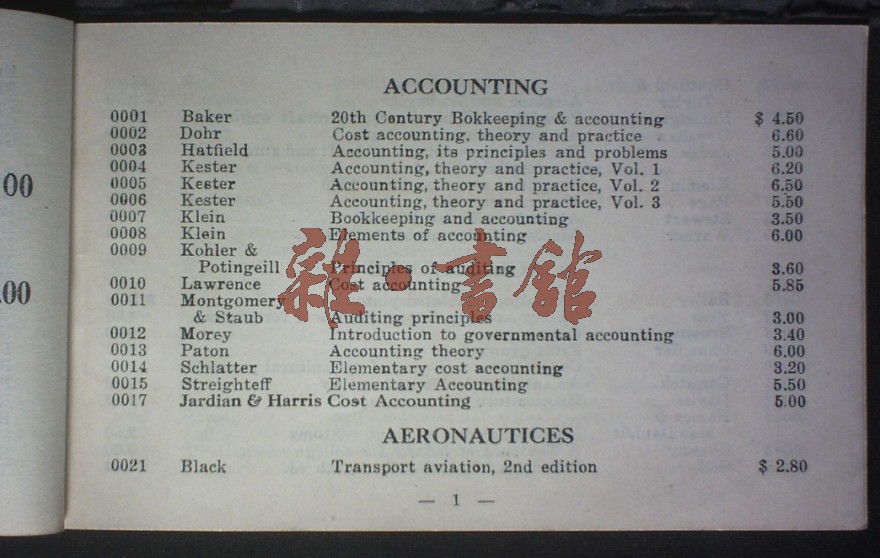 00
.00
ACCOUNTING
0001 Baker 20th Century Bokkeeping & accounting $ 4.50
0002 Dohr Cost accounting, theory and practice 6.60
0003 Hatfield Accounting, its principles and problems 5.00
0004 Kester Accounting, theory and practice, Vol. 1 6.20
0005 Kester Accounting, theory and practice, Vol. 2 6.50
0006 Kester Accounting, theory and practice, Vol. 3 5.50
0007 Klein Bookkeeping and accounting 3.50
0008 Klein Elements of accounting 6.00
0009 Kohler &
Potingeill Principles of auditing 3.60
0010 Lawrence Cost accounting 5.85
0011 Montgomery
& Staub Auditing principles 3.00
0012 Morey Introduction to governmental accounting 3.40
0013 Paton Accounting theory 6.00
0014 Schlatter Elementary cost accounting 3.20
0015 Streighteff Elementary Accounting 5.50
0017 Jardian & Harris Cost Accounting 5.00
雜·書館
AERONAUTICES
0021 Black Transport aviation, 2nd edition $ 2.80
— 1 —